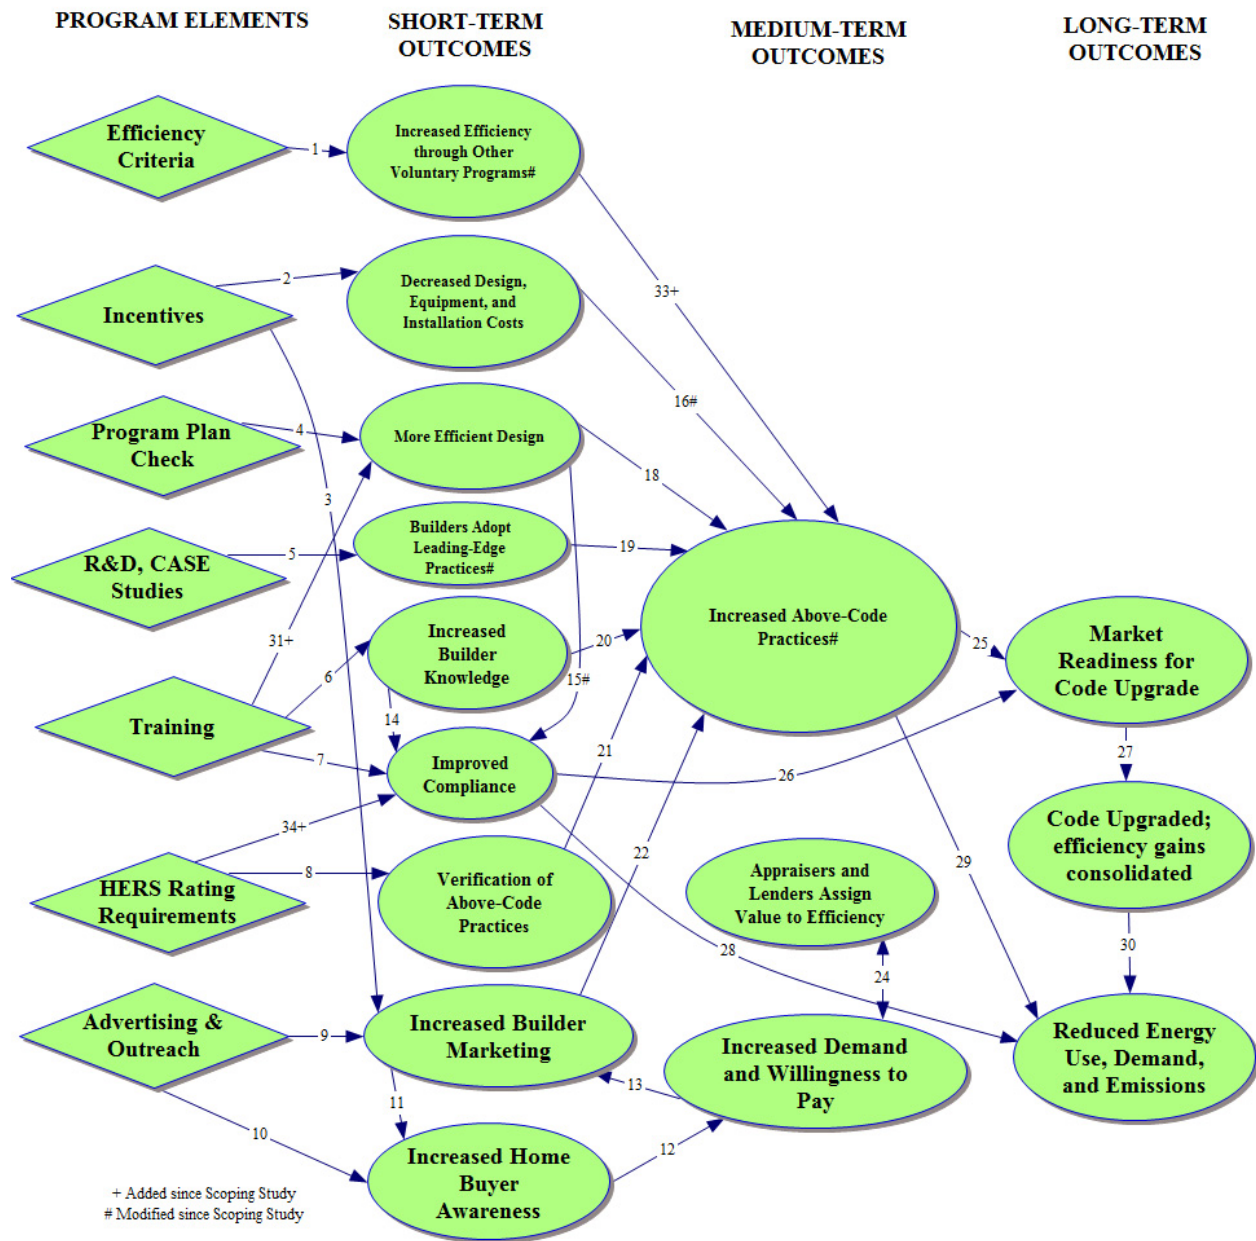 PROGRAM ELEMENTS
SHORT-TERM
OUTCOMES
MEDIUM-TERM
OUTCOMES
LONG-TERM
OUTCOMES
Efficiency
Criteria
1
Increased Efficiency
through Other
Voluntary Programs#
Incentives
2
Decreased Design,
Equipment, and
Installation Costs
33+
16#
Program Plan
Check
4
More Efficient Design
18
3
R&D, CASE
Studies
5
Builders Adopt
Leading-Edge
Practices#
19
31+
6
Increased
Builder
Knowledge
20
15#
Increased Above-Code
Practices#
25
Market
Readiness for
Code Upgrade
Training
7
14
Improved
Compliance
21
26
27
34+
HERS Rating
Requirements
8
Verification of
Above-Code
Practices
22
Appraisers and
Lenders Assign
Value to Efficiency
29
Code Upgraded;
efficiency gains
consolidated
28
24
30
Advertising &
Outreach
9
Increased Builder
Marketing
13
Increased Demand
and Willingness to
Pay
Reduced Energy
Use, Demand,
and Emissions
10
11
Increased Home
Buyer
Awareness
12
+ Added since Scoping Study
# Modified since Scoping Study